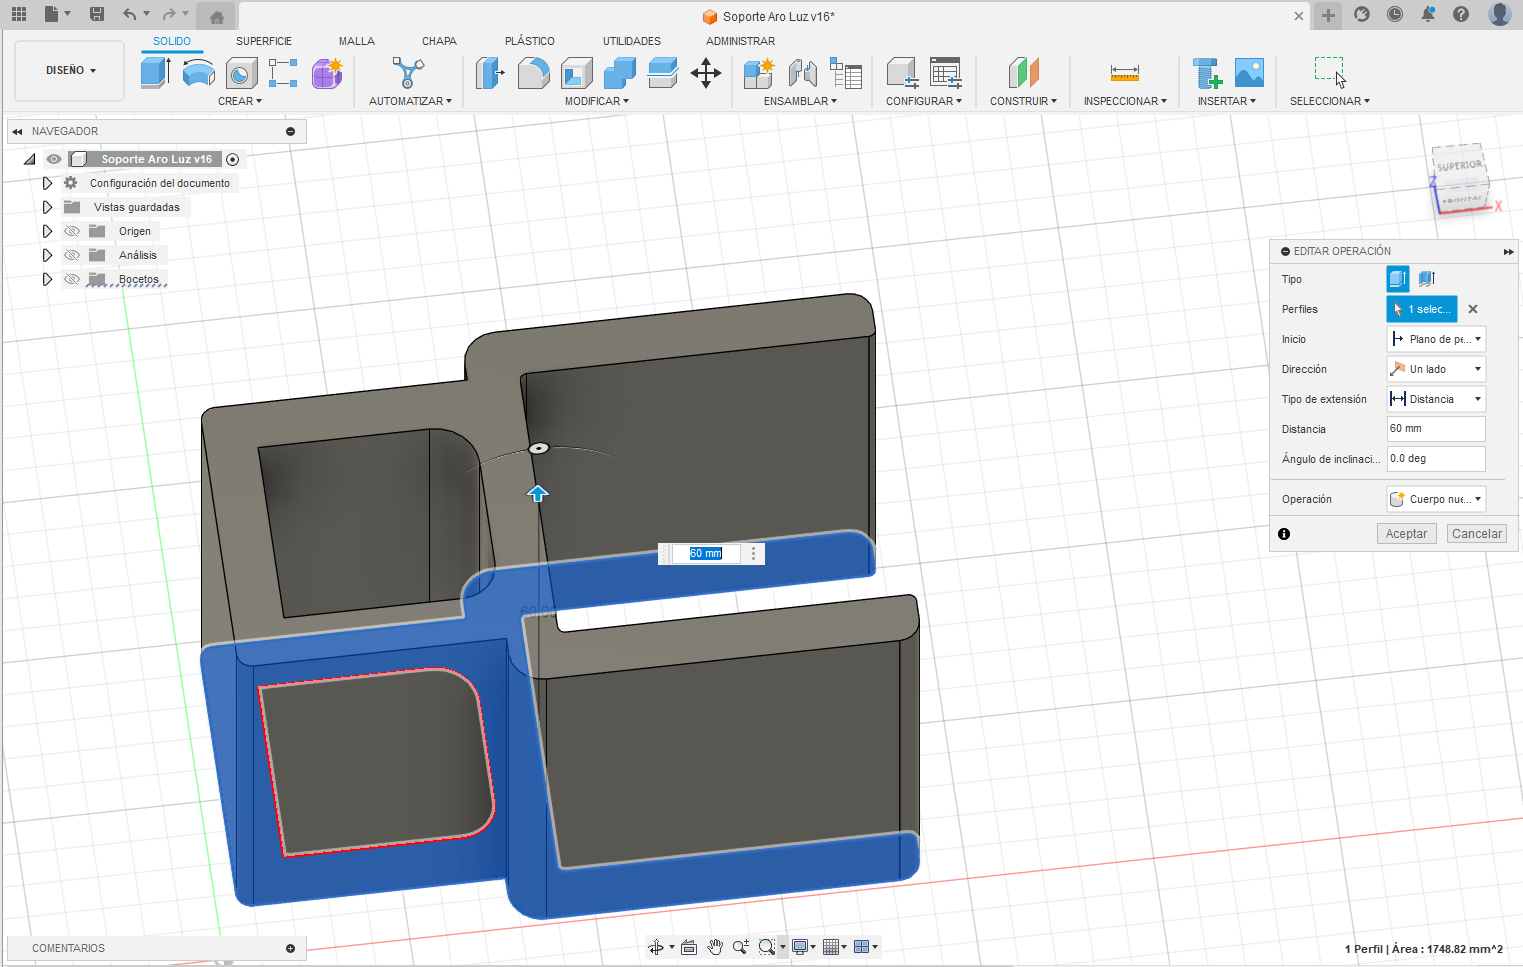 Soporte Aro Luz v16*
DISEÑO
SOLIDO
SUPERFICIE
MALLA
CHAPA
PLÁSTICO
UTILIDADES
ADMINISTRAR
CREAR
AUTOMATIZAR
MODIFICAR
ENSAMBLAR
CONFIGURAR
CONSTRUIR
INSPECCIONAR
INSERTAR
SELECCIONAR
NAVEGADOR
Soporte Aro Luz v16
Configuración del documento
Vistas guardadas
Origen
Análisis
Bocetos
SUPERIOR
FRONTAL
Z
X
EDITAR OPERACIÓN
Tipo
Perfiles 1 selec...
Inicio Plano de pe...
Dirección Un lado
Tipo de extensión Distancia
Distancia 60 mm
Ángulo de inclinaci... 0.0 deg
Operación Cuerpo nue...
Aceptar Cancelar
60 mm
60.00
COMENTARIOS
1 Perfil | Área : 1748.82 mm^2